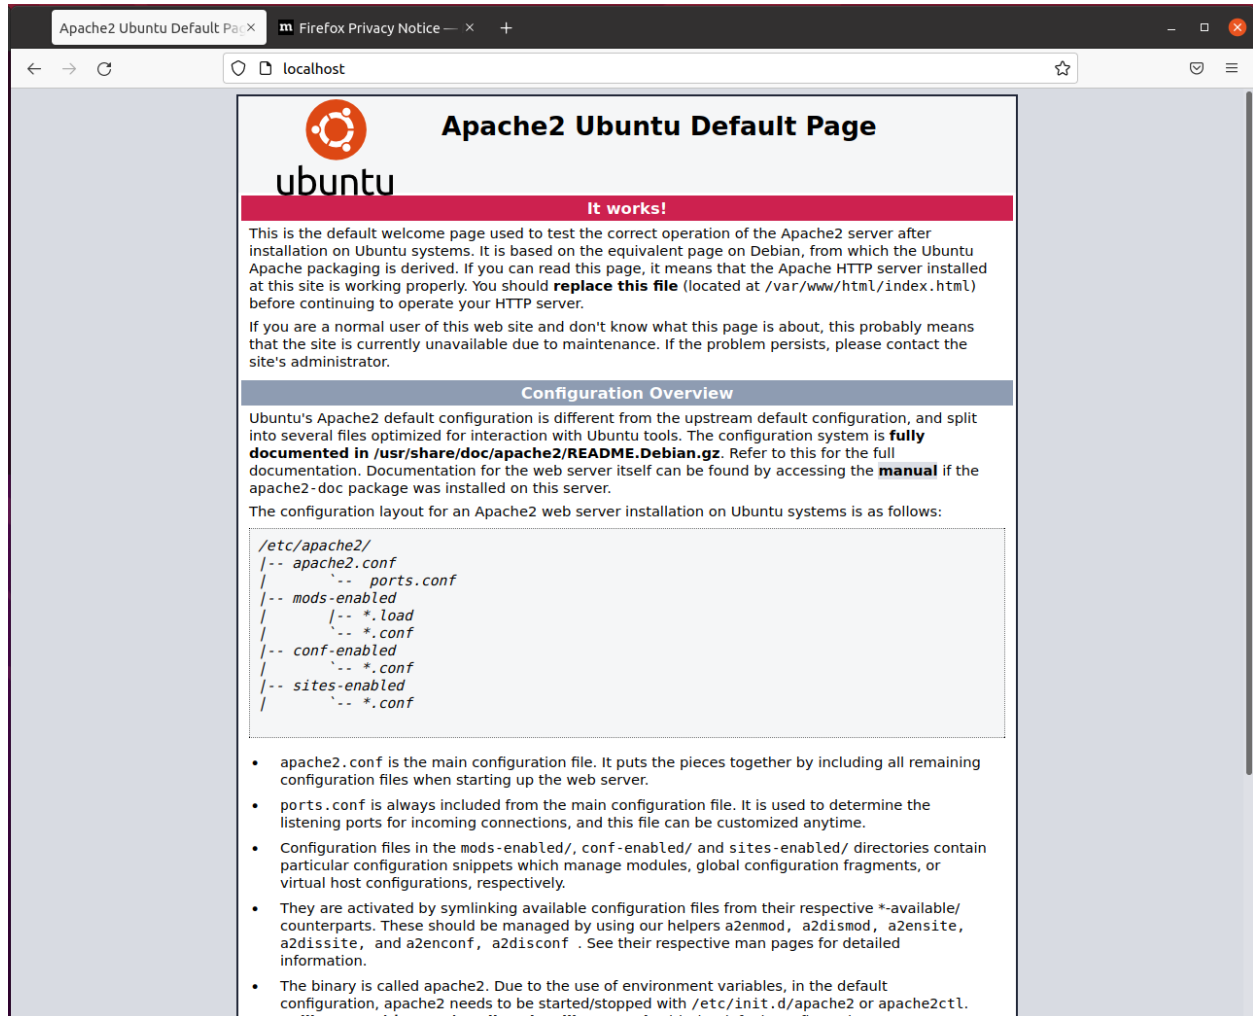 Apache2 Ubuntu Default Pag
Firefox Privacy Notice —
localhost
ubuntu
Apache2 Ubuntu Default Page
It works!
This is the default welcome page used to test the correct operation of the Apache2 server after
installation on Ubuntu systems. It is based on the equivalent page on Debian, from which the Ubuntu
Apache packaging is derived. If you can read this page, it means that the Apache HTTP server installed
at this site is working properly. You should replace this file (located at /var/www/html/index.html)
before continuing to operate your HTTP server.
If you are a normal user of this web site and don't know what this page is about, this probably means
that the site is currently unavailable due to maintenance. If the problem persists, please contact the
site's administrator.
Configuration Overview
Ubuntu's Apache2 default configuration is different from the upstream default configuration, and split
into several files optimized for interaction with Ubuntu tools. The configuration system is fully
documented in /usr/share/doc/apache2/README.Debian.gz. Refer to this for the full
documentation. Documentation for the web server itself can be found by accessing the manual if the
apache2-doc package was installed on this server.
The configuration layout for an Apache2 web server installation on Ubuntu systems is as follows:
/etc/apache2/
|-- apache2.conf
|       `--  ports.conf
|-- mods-enabled
|       |-- *.load
|       `-- *.conf
|-- conf-enabled
|       `-- *.conf
|-- sites-enabled
|       `-- *.conf
• apache2.conf is the main configuration file. It puts the pieces together by including all remaining
configuration files when starting up the web server.
• ports.conf is always included from the main configuration file. It is used to determine the
listening ports for incoming connections, and this file can be customized anytime.
• Configuration files in the mods-enabled/, conf-enabled/ and sites-enabled/ directories contain
particular configuration snippets which manage modules, global configuration fragments, or
virtual host configurations, respectively.
• They are activated by symlinking available configuration files from their respective *-available/
counterparts. These should be managed by using our helpers a2enmod, a2dismod, a2ensite,
a2dissite, and a2enconf, a2disconf . See their respective man pages for detailed
information.
• The binary is called apache2. Due to the use of environment variables, in the default
configuration, apache2 needs to be started/stopped with /etc/init.d/apache2 or apache2ctl.